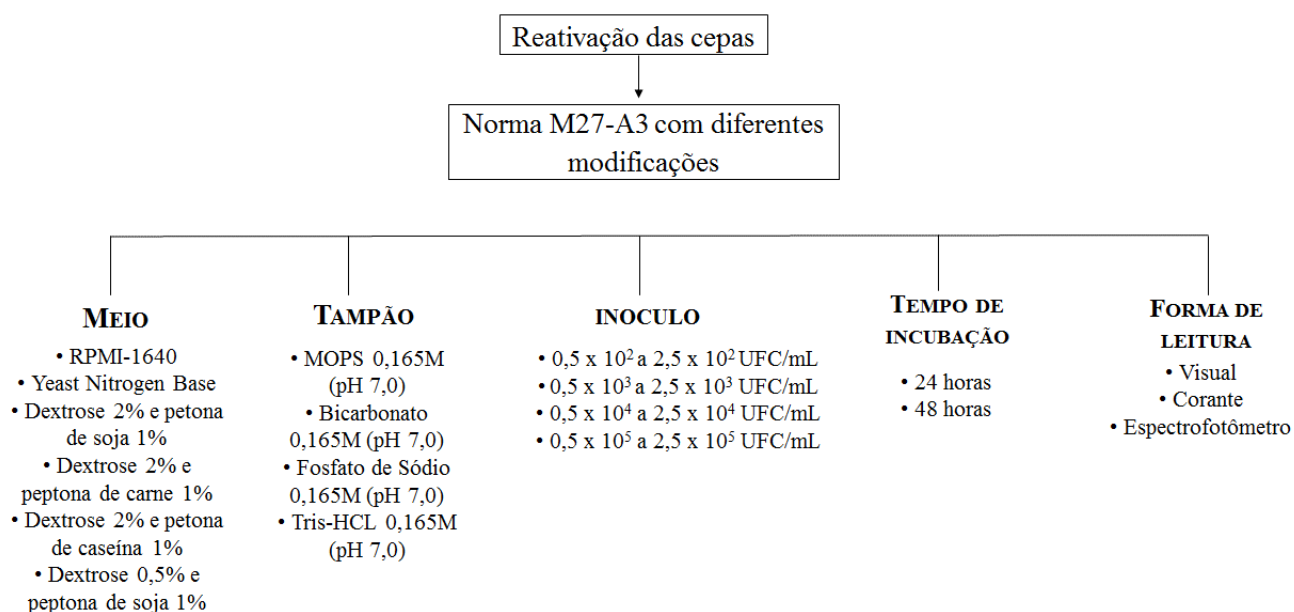 Reativação das cepas
Norma M27-A3 com diferentes
modificações
MEIO
• RPMI-1640
• Yeast Nitrogen Base
• Dextrose 2% e petona
de soja 1%
• Dextrose 2% e
peptona de carne 1%
• Dextrose 2% e petona
de caseína 1%
• Dextrose 0,5% e
peptona de soja 1%
TAMPÃO
• MOPS 0,165M
(pH 7,0)
• Bicarbonato
0,165M (pH 7,0)
• Fosfato de Sódio
0,165M (pH 7,0)
• Tris-HCL 0,165M
(pH 7,0)
INOCULO
• 0,5 x 10² a 2,5 x 10² UFC/mL
• 0,5 x 10³ a 2,5 x 10³ UFC/mL
• 0,5 x 10⁴ a 2,5 x 10⁴ UFC/mL
• 0,5 x 10⁵ a 2,5 x 10⁵ UFC/mL
TEMPO DE
INCUBAÇÃO
• 24 horas
• 48 horas
FORMA DE
LEITURA
• Visual
• Corante
• Espectrofotômetro